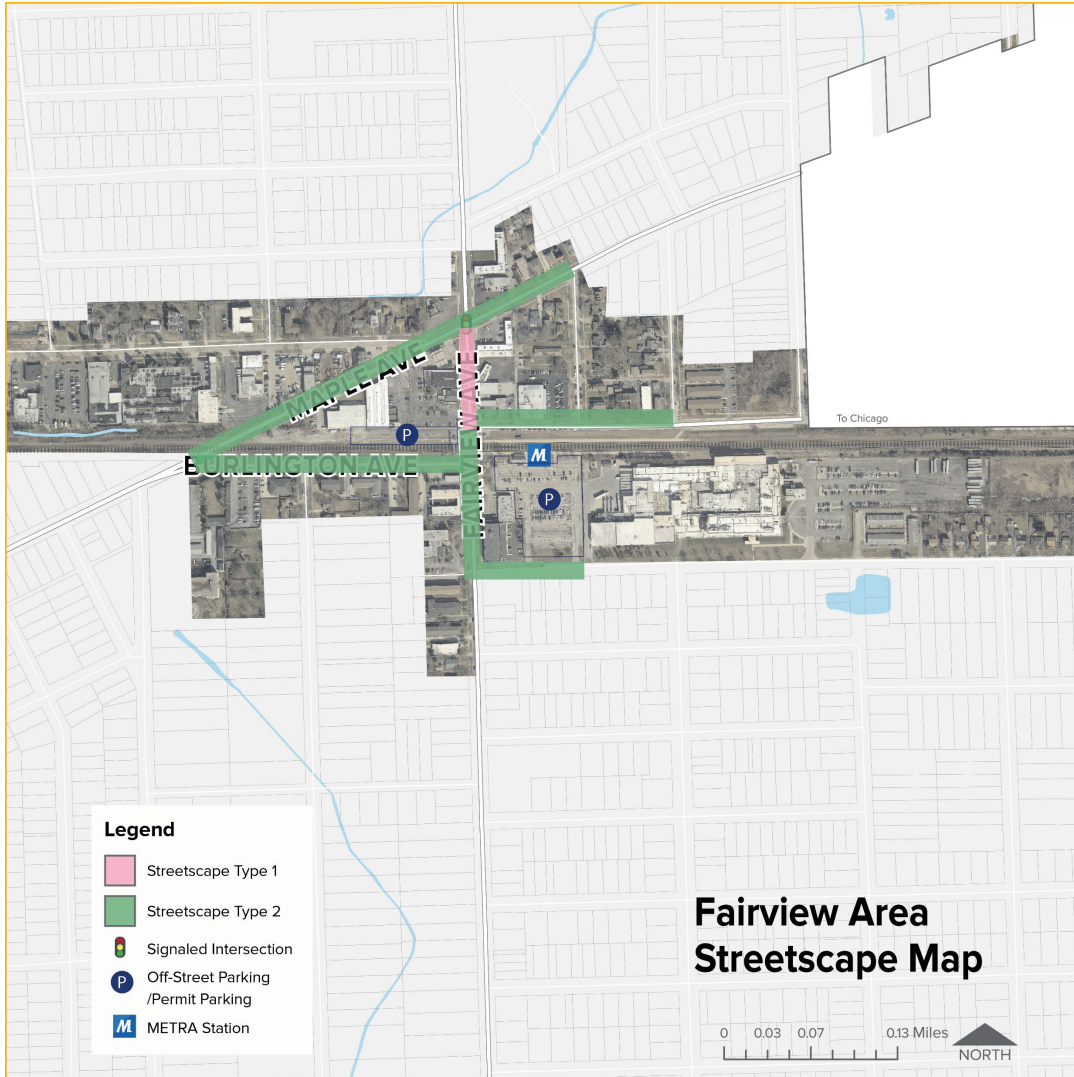 MAPLE AVE
FAIRVIEW AVE
To Chicago
P
M
BURLINGTON AVE
P
Legend
Streetscape Type 1
Streetscape Type 2
Signaled Intersection
P
Off-Street Parking
/Permit Parking
M
METRA Station
Fairview Area
Streetscape Map
0 0.03 0.07 0.13 Miles
NORTH